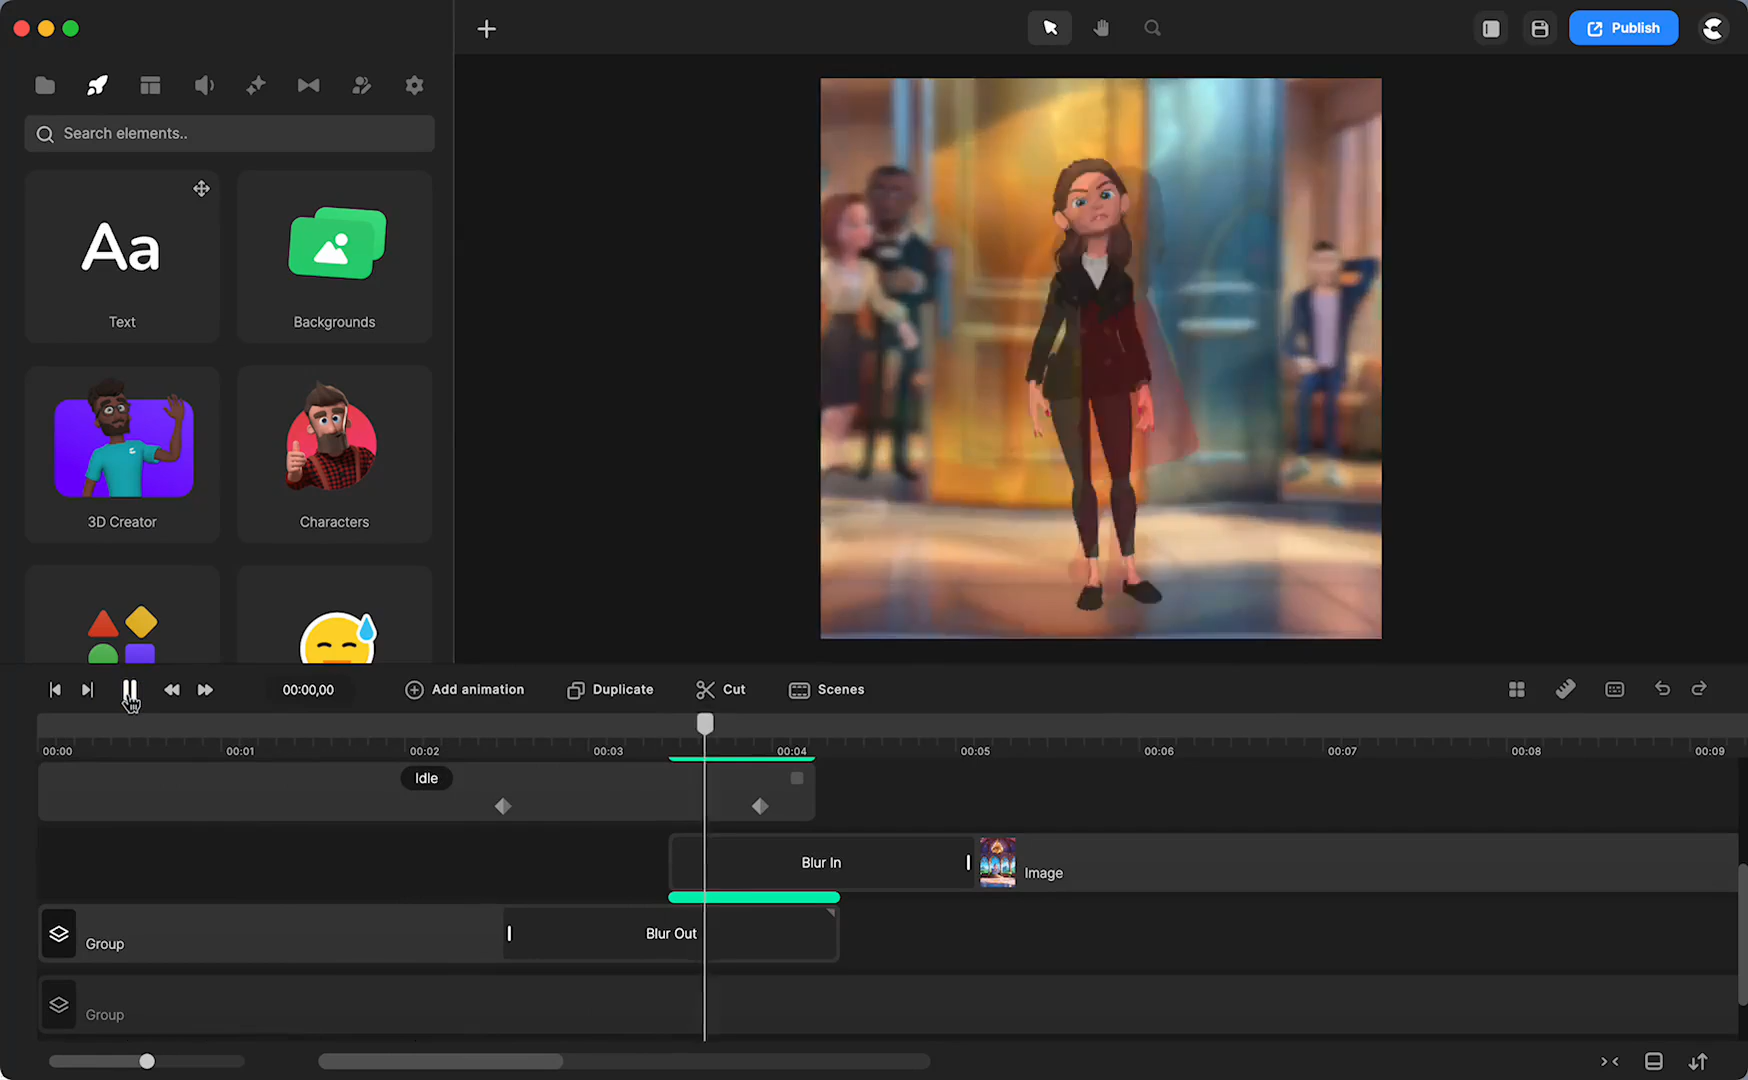 Publish
Search elements..
Aa
Text
Backgrounds
3D Creator
Characters
00:00,00
Add animation
Duplicate
Cut
Scenes
00:00
00:01
00:02
00:03
00:04
00:05
00:06
00:07
00:08
00:09
Idle
Blur In
Image
Group
Blur Out
Group